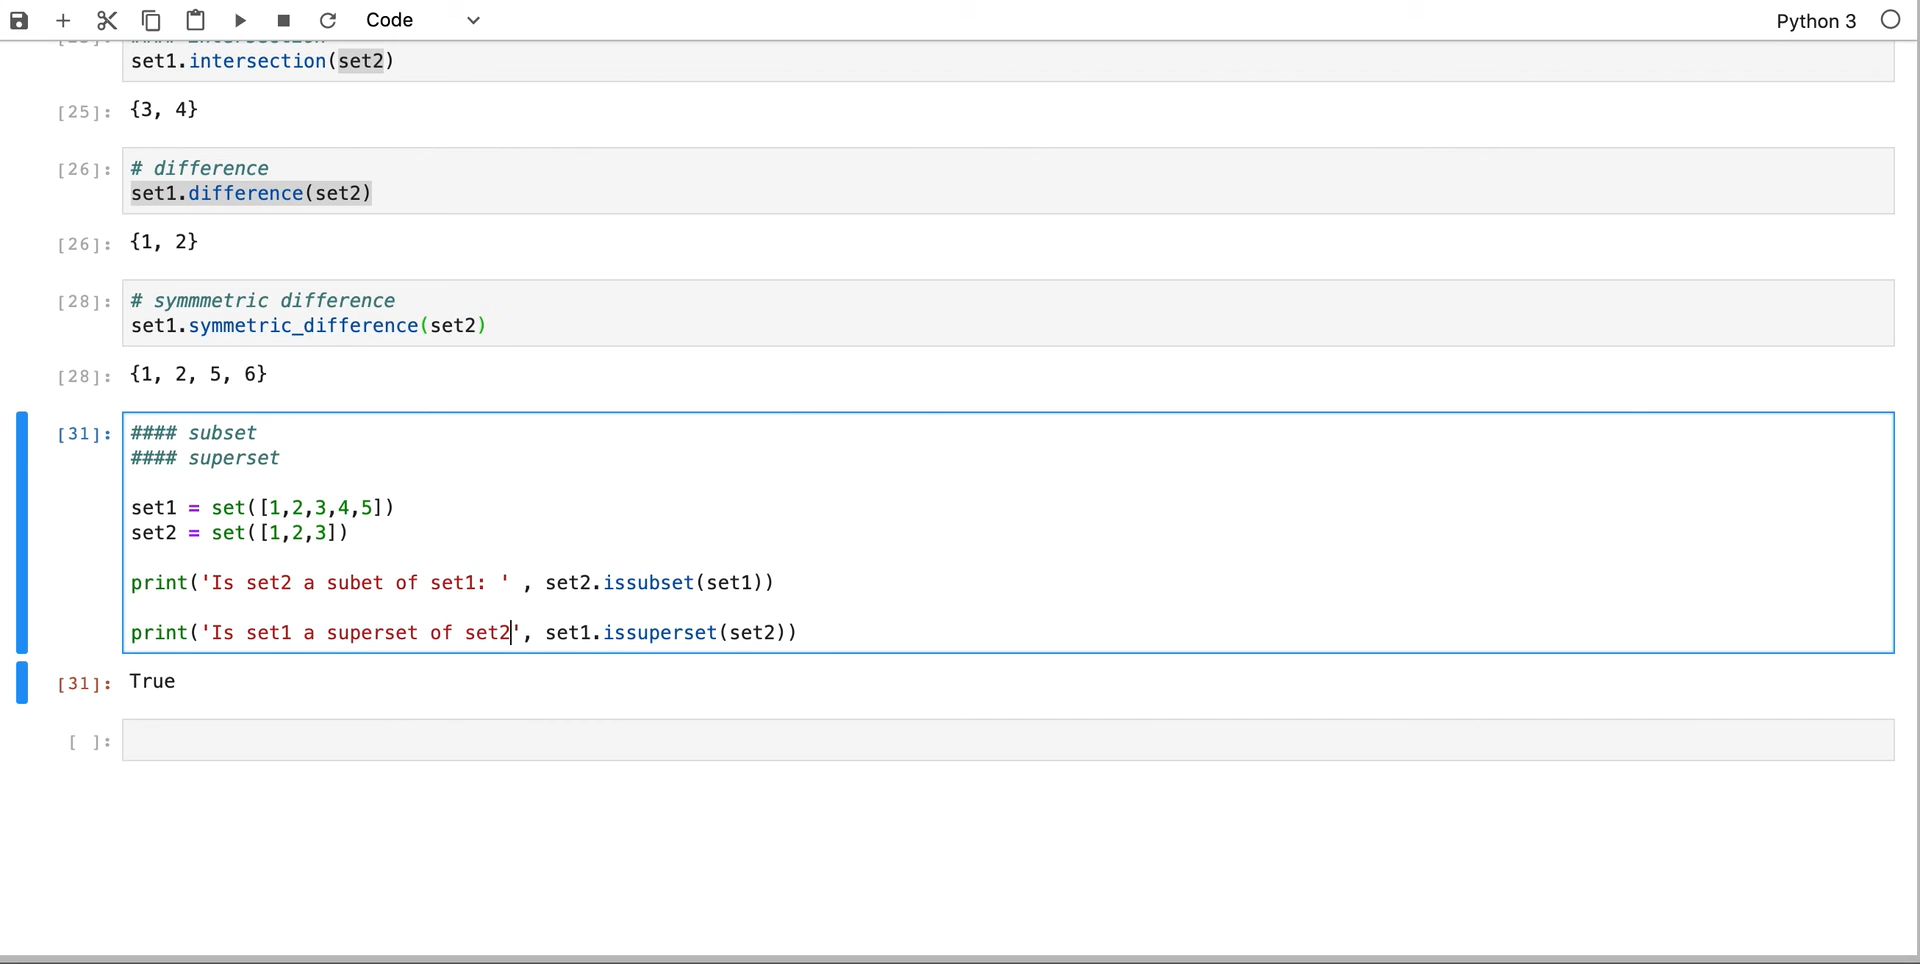 Code
Python 3
set1.intersection(set2)
[25]: {3, 4}
[26]: # difference
set1.difference(set2)
[26]: {1, 2}
[28]: # symmmetric difference
set1.symmetric_difference(set2)
[28]: {1, 2, 5, 6}
[31]: #### subset
#### superset
set1 = set([1,2,3,4,5])
set2 = set([1,2,3])
print('Is set2 a subet of set1: ' , set2.issubset(set1))
print('Is set1 a superset of set2', set1.issuperset(set2))
[31]: True
[ ]: